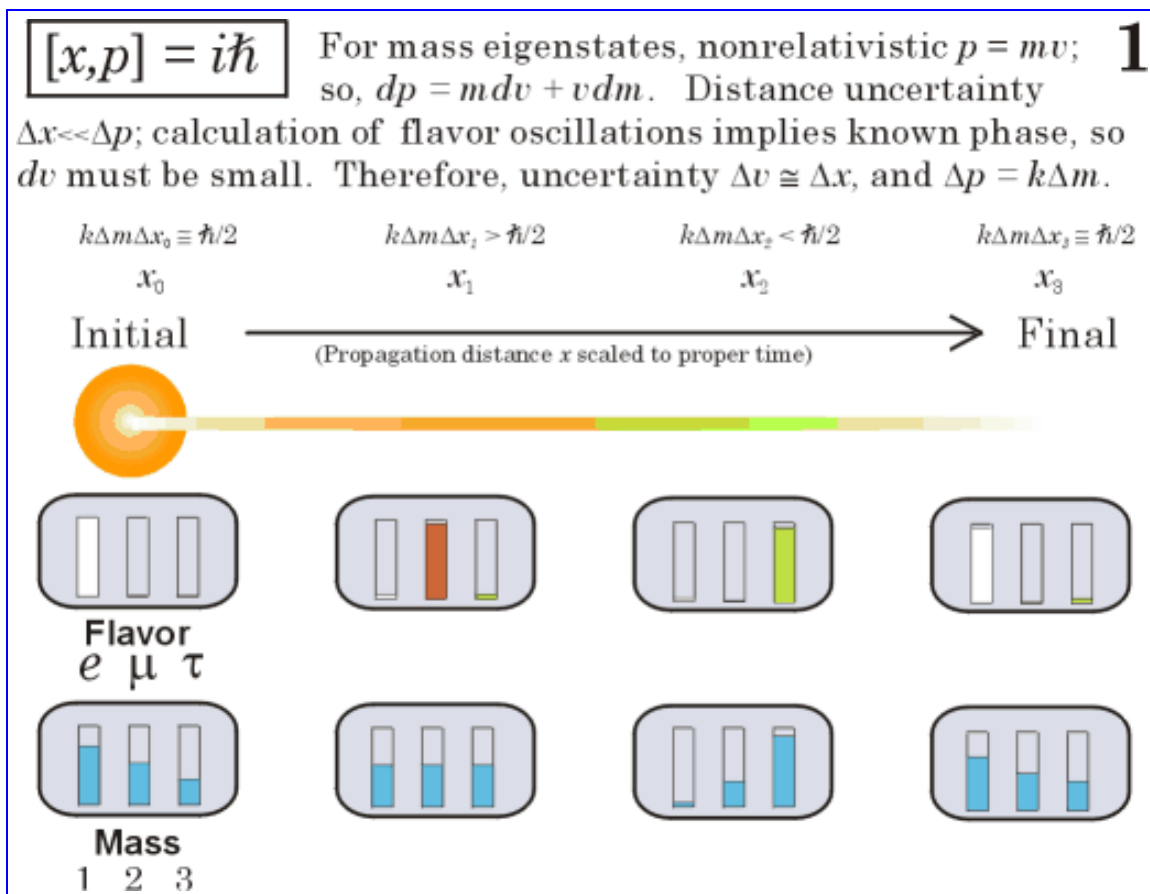 [x,p] = iħ
For mass eigenstates, nonrelativistic p = mv; 1
so, dp = mdv + vdm. Distance uncertainty
Δx<<Δp; calculation of flavor oscillations implies known phase, so
dv must be small. Therefore, uncertainty Δv ≅ Δx, and Δp = kΔm.
kΔmΔx₀ ≡ ħ/2 kΔmΔx₁ > ħ/2 kΔmΔx₂ < ħ/2 kΔmΔx₃ ≡ ħ/2
x₀ x₁ x₂ x₃
Initial Final
(Propagation distance x scaled to proper time)
Flavor
e μ τ
Mass
1 2 3